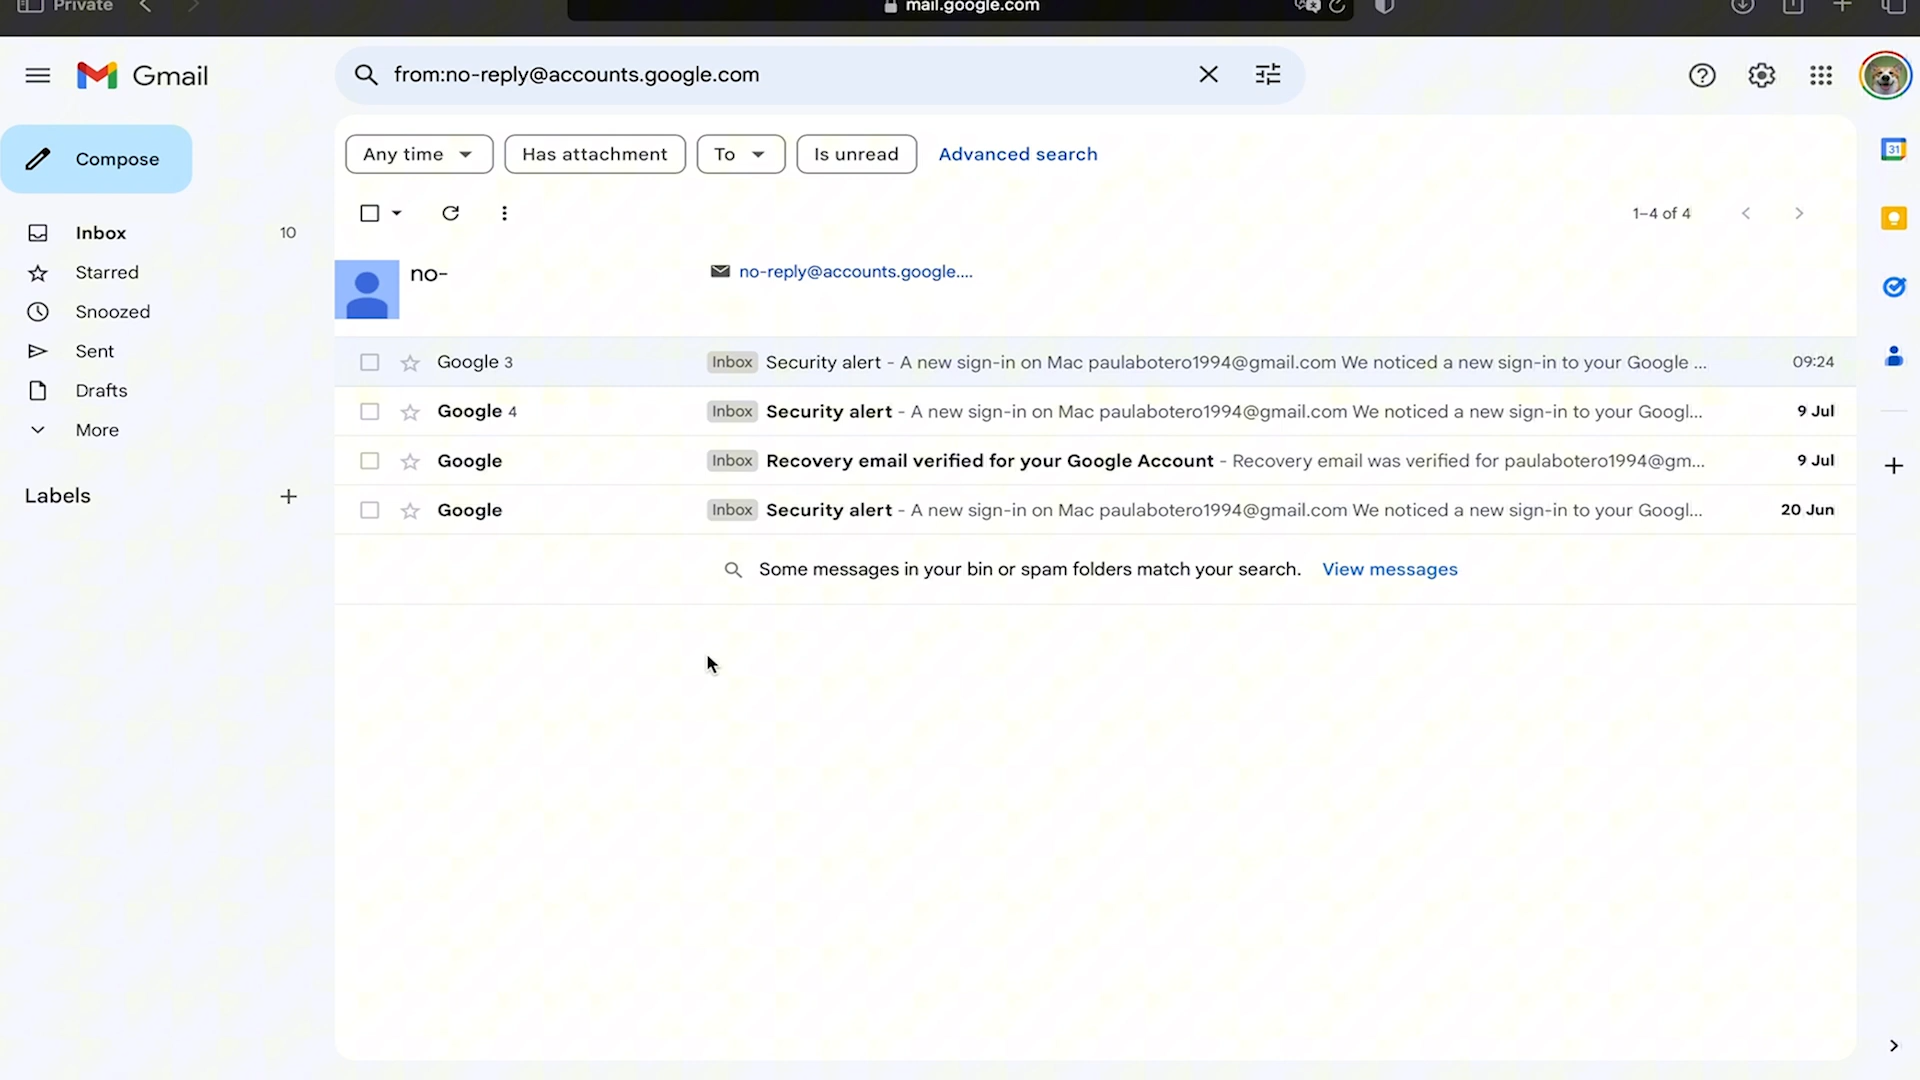 Private
mail.google.com
Gmail
from:no-reply@accounts.google.com
Compose
Any time
Has attachment
To
Is unread
Advanced search
31
1–4 of 4
Inbox 10
Starred
Snoozed
Sent
Drafts
More
Labels
no-
no-reply@accounts.google....
Google 3 Inbox Security alert - A new sign-in on Mac paulabotero1994@gmail.com We noticed a new sign-in to your Google ... 09:24
Google 4 Inbox Security alert - A new sign-in on Mac paulabotero1994@gmail.com We noticed a new sign-in to your Googl... 9 Jul
Google Inbox Recovery email verified for your Google Account - Recovery email was verified for paulabotero1994@gm... 9 Jul
Google Inbox Security alert - A new sign-in on Mac paulabotero1994@gmail.com We noticed a new sign-in to your Googl... 20 Jun
Some messages in your bin or spam folders match your search. View messages